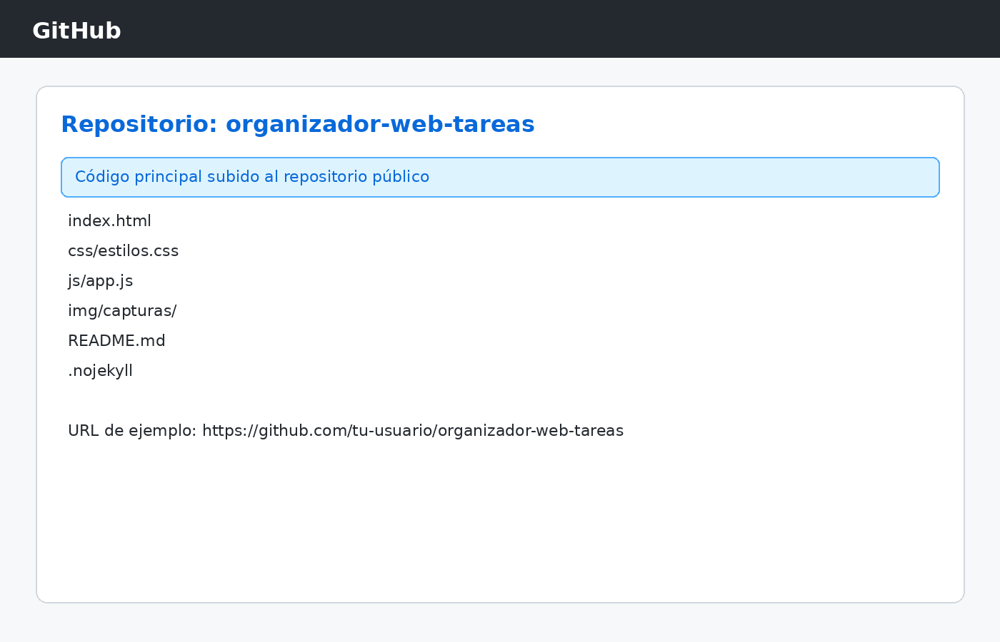 GitHub
Repositorio: organizador-web-tareas
Código principal subido al repositorio público
index.html
css/estilos.css
js/app.js
img/capturas/
README.md
.nojekyll
URL de ejemplo: https://github.com/tu-usuario/organizador-web-tareas